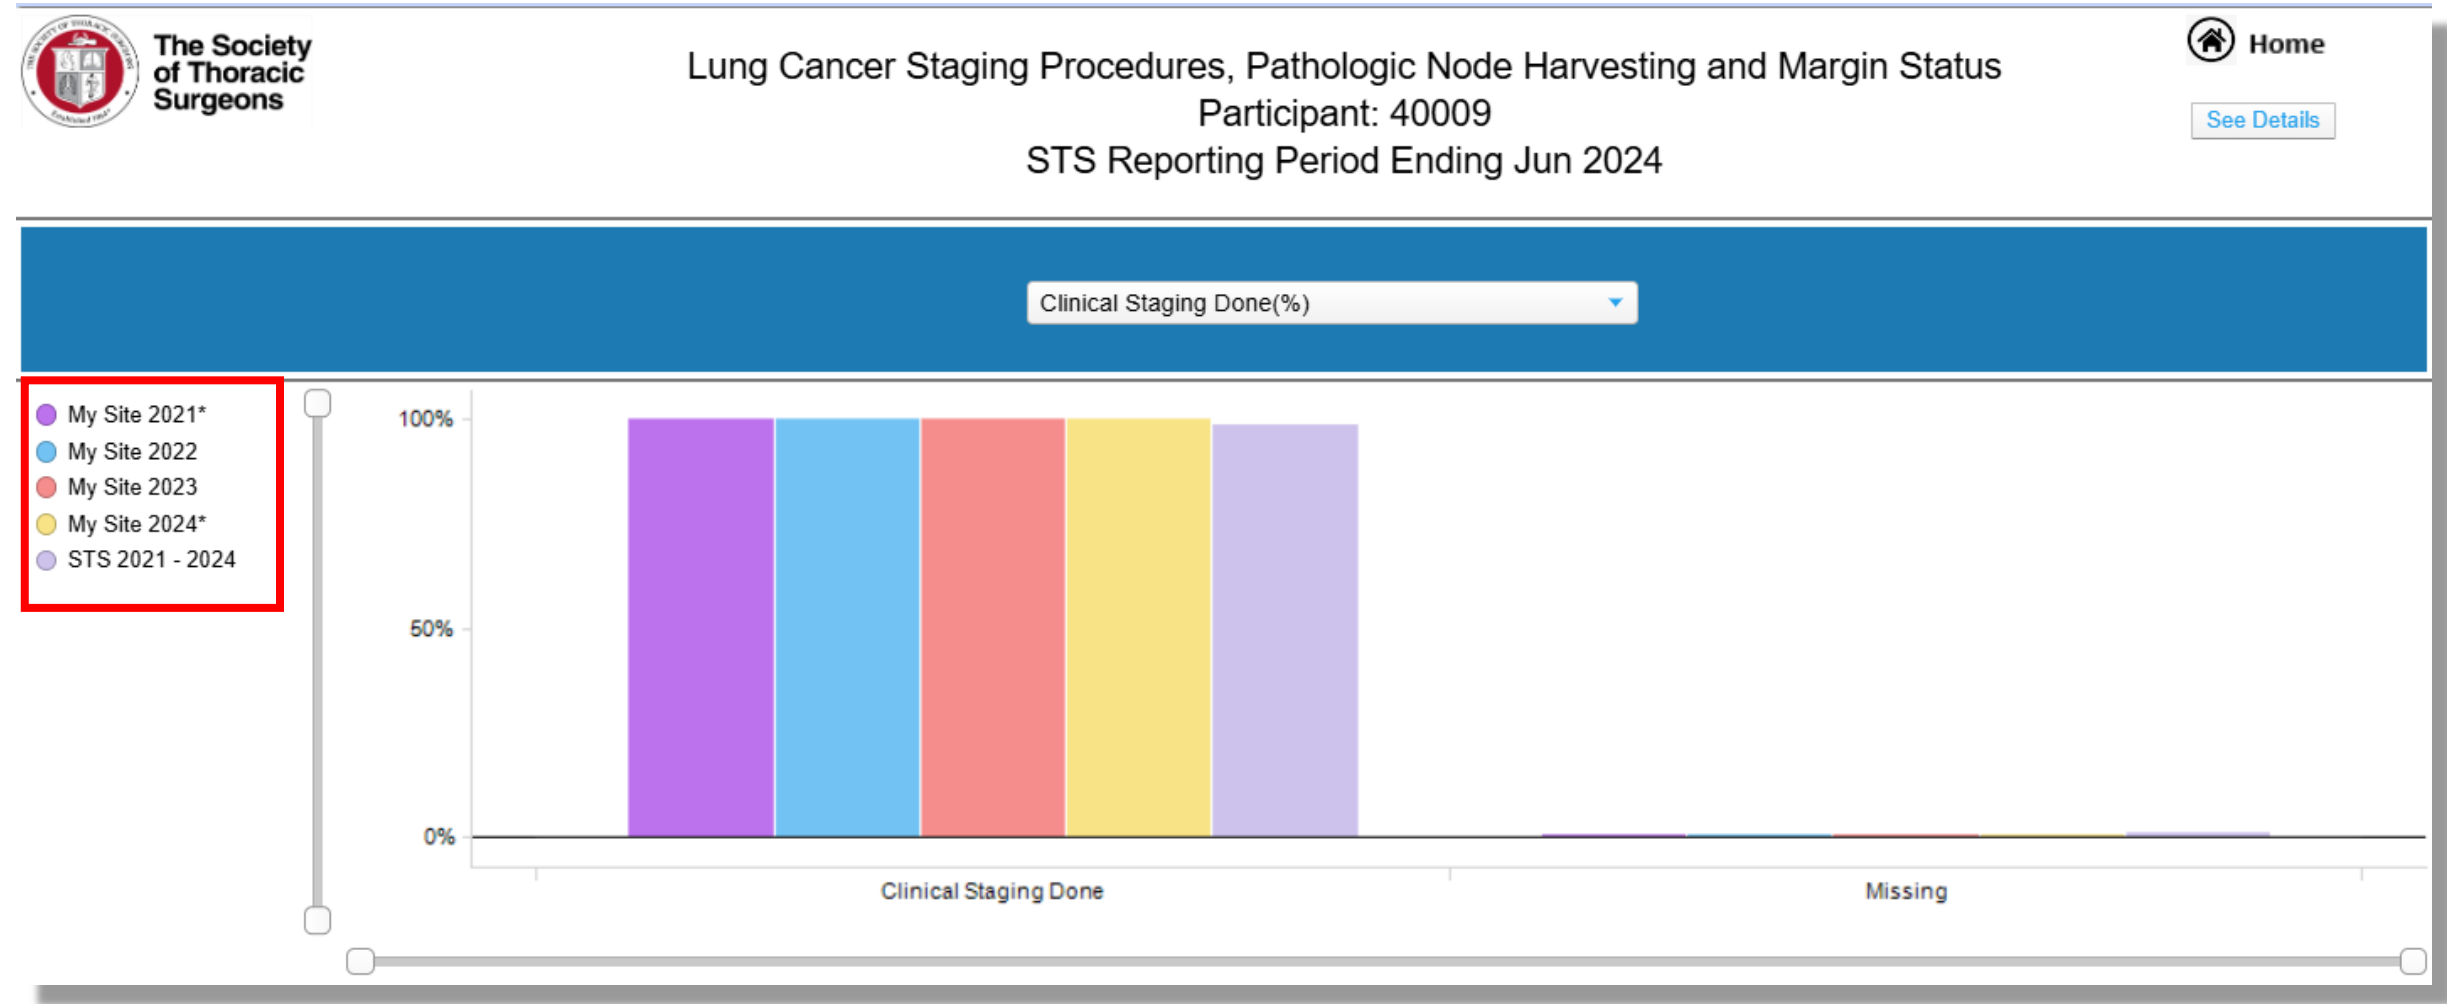 The Society
of Thoracic
Surgeons
Lung Cancer Staging Procedures, Pathologic Node Harvesting and Margin Status
Participant: 40009
STS Reporting Period Ending Jun 2024
Home
See Details
Clinical Staging Done(%)
My Site 2021*
My Site 2022
My Site 2023
My Site 2024*
STS 2021 - 2024
100%
50%
0%
Clinical Staging Done
Missing